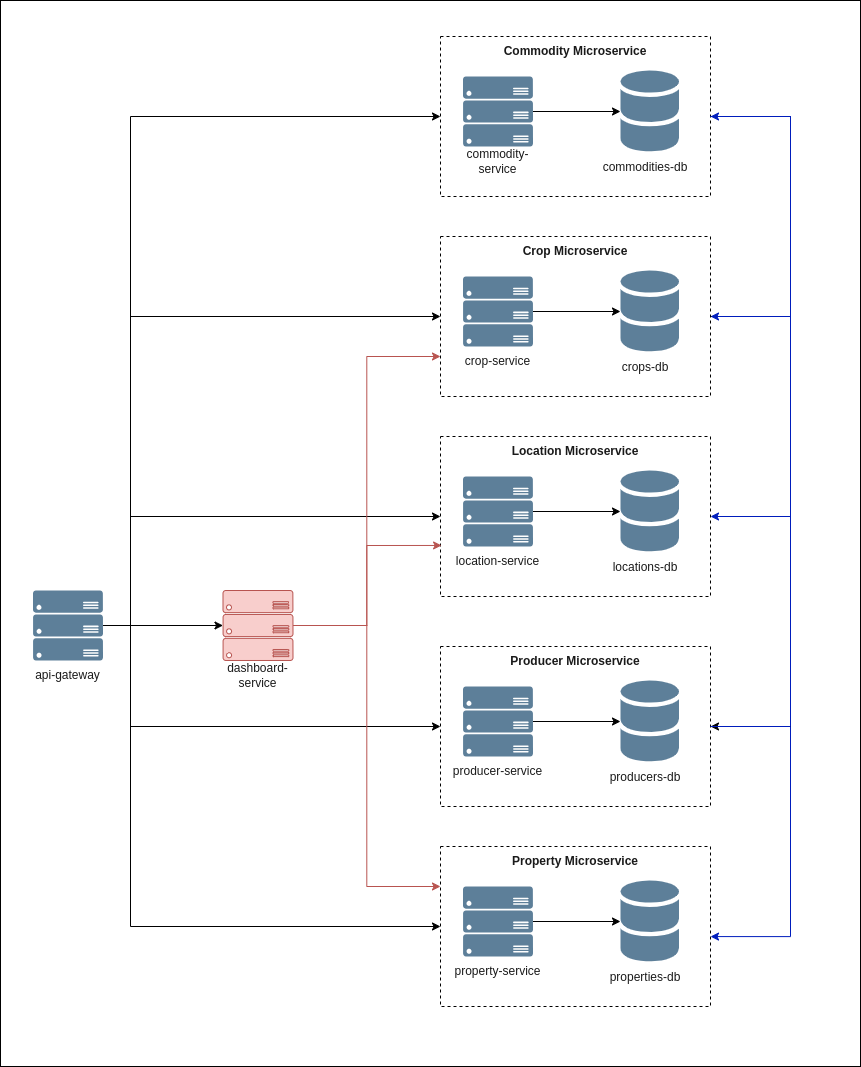 Commodity Microservice
commodity-
service
commodities-db
Crop Microservice
crop-service
crops-db
Location Microservice
location-service
locations-db
api-gateway
dashboard-
service
Producer Microservice
producer-service
producers-db
Property Microservice
property-service
properties-db